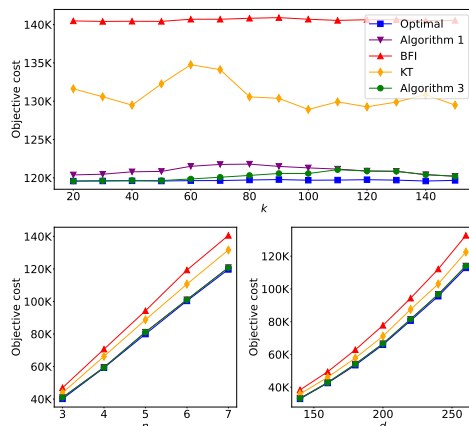 140K
135K
130K
125K
120K
Objective cost
20
40
60
80
100
120
140
k
Optimal
Algorithm 1
BFI
KT
Algorithm 3
140K
120K
100K
80K
60K
40K
Objective cost
3
4
5
6
7
120K
100K
80K
60K
40K
Objective cost
150
200
250
d